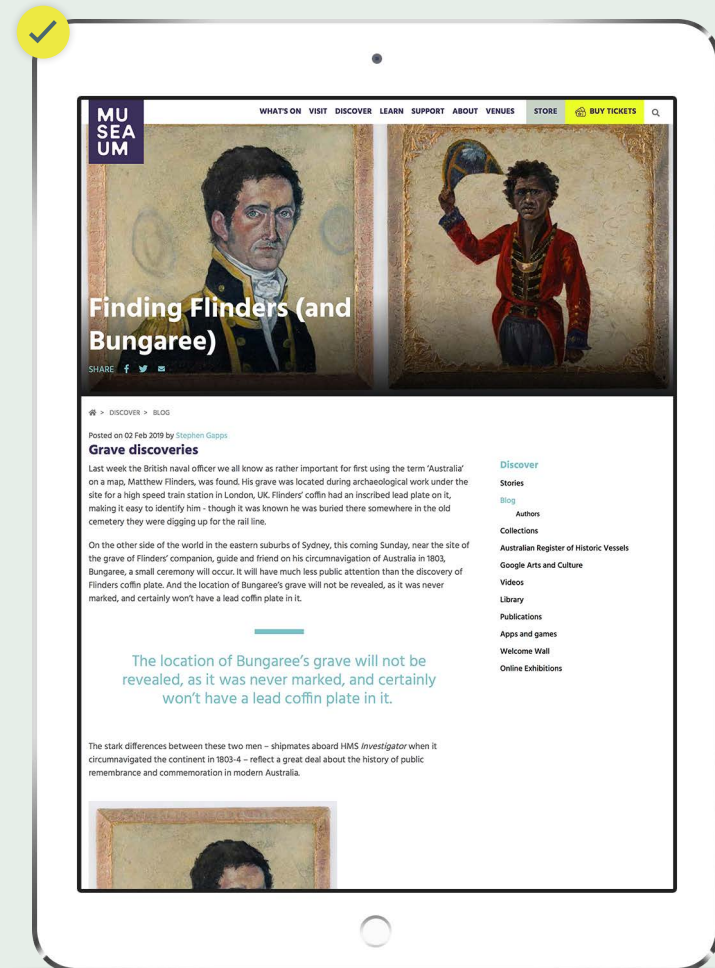 MU
SEA
UM
WHAT'S ON VISIT DISCOVER LEARN SUPPORT ABOUT VENUES STORE BUY TICKETS
Finding Flinders (and
Bungaree)
SHARE
> DISCOVER > BLOG
Posted on 02 Feb 2019 by Stephen Gapps
Grave discoveries
Last week the British naval officer we all know as rather important for first using the term 'Australia'
on a map, Matthew Flinders, was found. His grave was located during archaeological work under the
site for a high speed train station in London, UK. Flinders' coffin had an inscribed lead plate on it,
making it easy to identify him - though it was known he was buried there somewhere in the old
cemetery they were digging up for the rail line.
On the other side of the world in the eastern suburbs of Sydney, this coming Sunday, near the site of
the grave of Flinders' companion, guide and friend on his circumnavigation of Australia in 1803,
Bungaree, a small ceremony will occur. It will have much less public attention than the discovery of
Flinders coffin plate. And the location of Bungaree's grave will not be revealed, as it was never
marked, and certainly won't have a lead coffin plate in it.
The location of Bungaree's grave will not be
revealed, as it was never marked, and certainly
won't have a lead coffin plate in it.
The stark differences between these two men – shipmates aboard HMS Investigator when it
circumnavigated the continent in 1803-4 – reflect a great deal about the history of public
remembrance and commemoration in modern Australia.
Discover
Stories
Blog
Authors
Collections
Australian Register of Historic Vessels
Google Arts and Culture
Videos
Library
Publications
Apps and games
Welcome Wall
Online Exhibitions